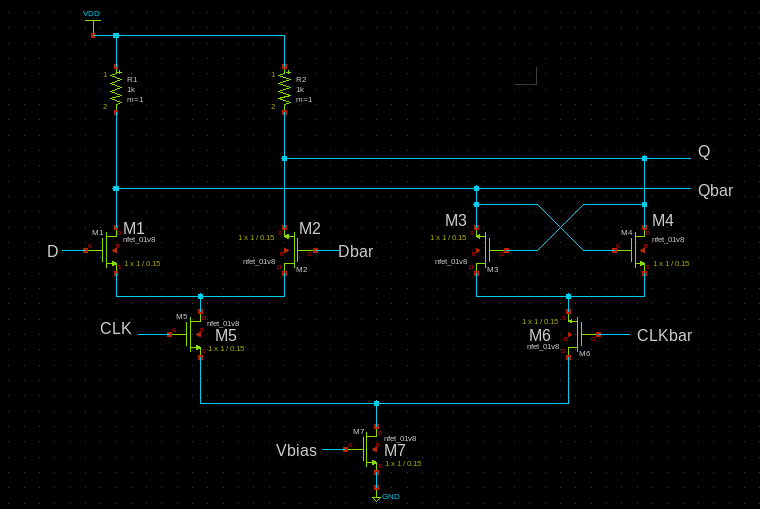 VDD
1 R1
1k
2 m=1
1 R2
1k
2 m=1
Q
Qbar
M1 M1
nfet_01v8
1 x 1 / 0.15
D
M2
1 x 1 / 0.15
nfet_01v8
M2
Dbar
M3
1 x 1 / 0.15
nfet_01v8
M3
M4
M4
nfet_01v8
1 x 1 / 0.15
CLK
M5
nfet_01v8
M5
1 x 1 / 0.15
1 x 1 / 0.15
M6
nfet_01v8
M6
CLKbar
Vbias
M7
nfet_01v8
M7
1 x 1 / 0.15
GND